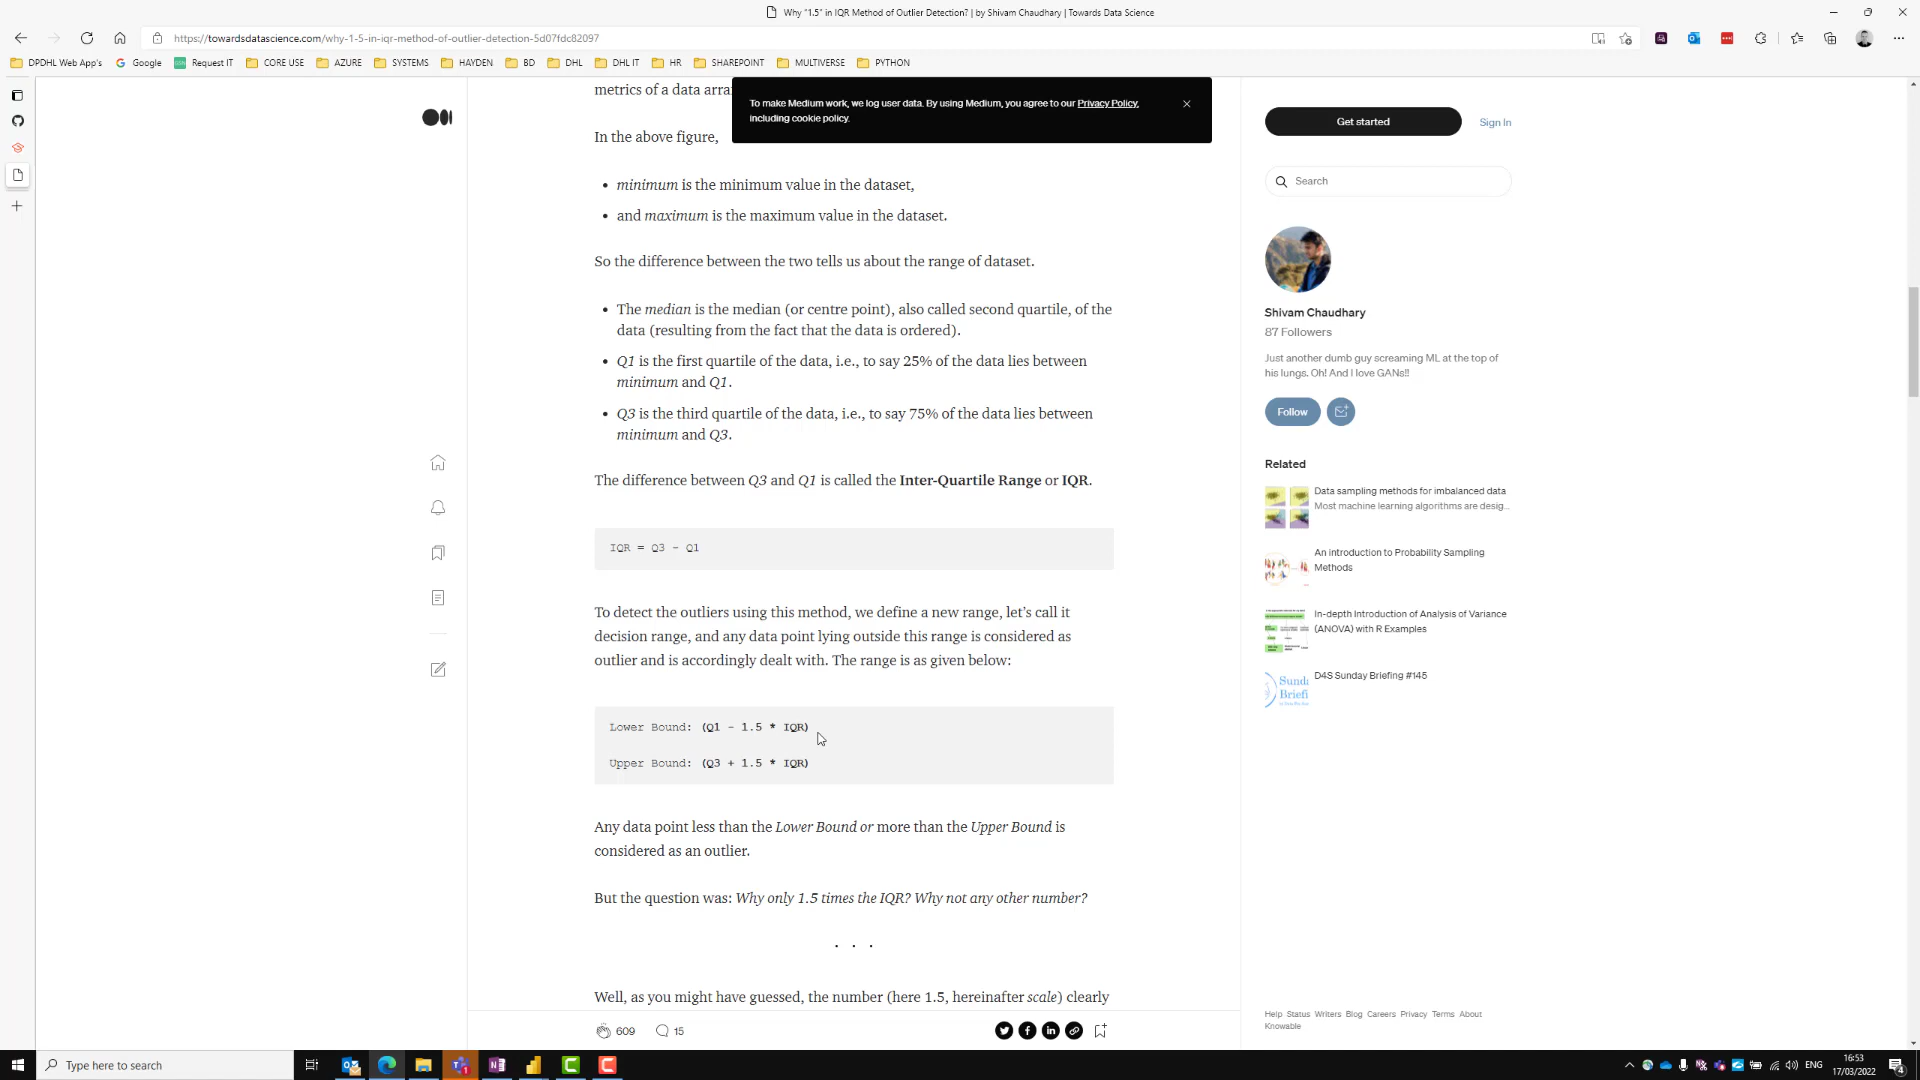 Why "1.5" in IQR Method of Outlier Detection? | by Shivam Chaudhary | Towards Data Science
https://towardsdatascience.com/why-1-5-in-iqr-method-of-outlier-detection-5d07fdc82097
DPDHL Web App's
Google
Request IT
CORE USE
AZURE
SYSTEMS
HAYDEN
BD
DHL
DHL IT
HR
SHAREPOINT
MULTIVERSE
PYTHON
metrics of a data arra
To make Medium work, we log user data. By using Medium, you agree to our Privacy Policy,
including cookie policy.
In the above figure,
• minimum is the minimum value in the dataset,
• and maximum is the maximum value in the dataset.
So the difference between the two tells us about the range of dataset.
• The median is the median (or centre point), also called second quartile, of the
data (resulting from the fact that the data is ordered).
• Q1 is the first quartile of the data, i.e., to say 25% of the data lies between
minimum and Q1.
• Q3 is the third quartile of the data, i.e., to say 75% of the data lies between
minimum and Q3.
The difference between Q3 and Q1 is called the Inter-Quartile Range or IQR.
IQR = Q3 - Q1
To detect the outliers using this method, we define a new range, let's call it
decision range, and any data point lying outside this range is considered as
outlier and is accordingly dealt with. The range is as given below:
Lower Bound: (Q1 - 1.5 * IQR)
Upper Bound: (Q3 + 1.5 * IQR)
Any data point less than the Lower Bound or more than the Upper Bound is
considered as an outlier.
But the question was: Why only 1.5 times the IQR? Why not any other number?
. . .
Well, as you might have guessed, the number (here 1.5, hereinafter scale) clearly
609
15
Get started
Sign In
Search
Shivam Chaudhary
87 Followers
Just another dumb guy screaming ML at the top of
his lungs. Oh! And I love GANs!!
Follow
Related
Data sampling methods for imbalanced data
Most machine learning algorithms are desig...
An introduction to Probability Sampling
Methods
In-depth Introduction of Analysis of Variance
(ANOVA) with R Examples
D4S Sunday Briefing #145
Help Status Writers Blog Careers Privacy Terms About
Knowable
Type here to search
ENG
16:53
17/03/2022